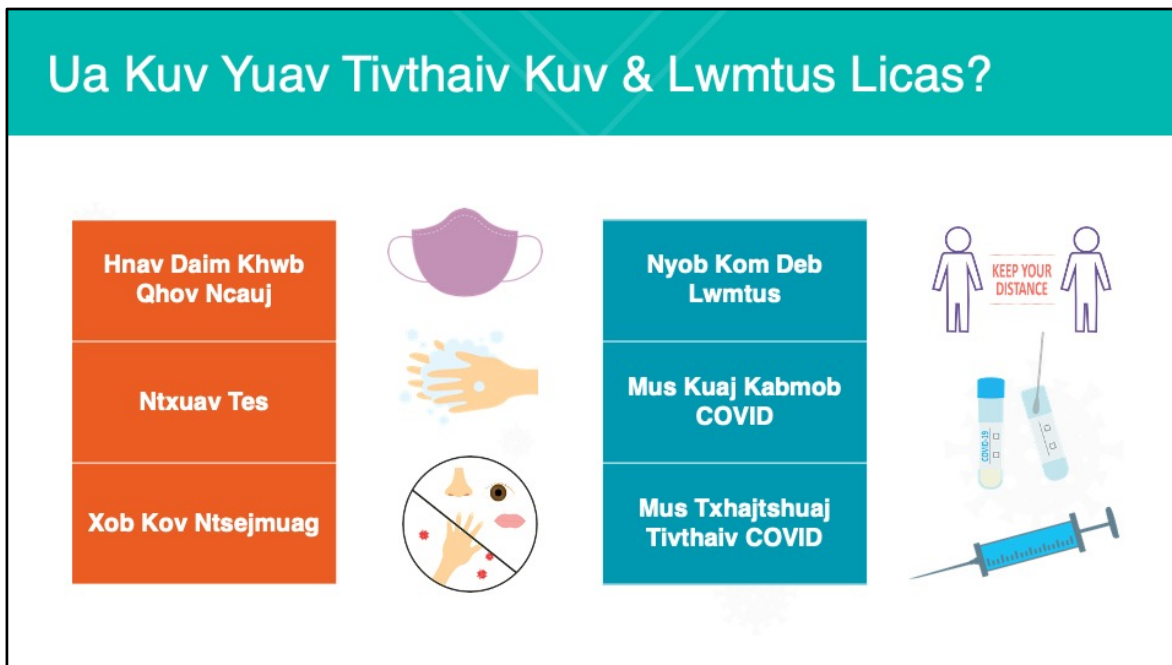 Ua Kuv Yuav Tivthaiv Kuv & Lwmtus Licas?
Hnav Daim Khwb
Qhov Ncauj
Ntxuav Tes
Xob Kov Ntsejmuag
Nyob Kom Deb
Lwmtus
KEEP YOUR
DISTANCE
Mus Kuaj Kabmob
COVID
COVID-19
Mus Txhajtshuaj
Tivthaiv COVID